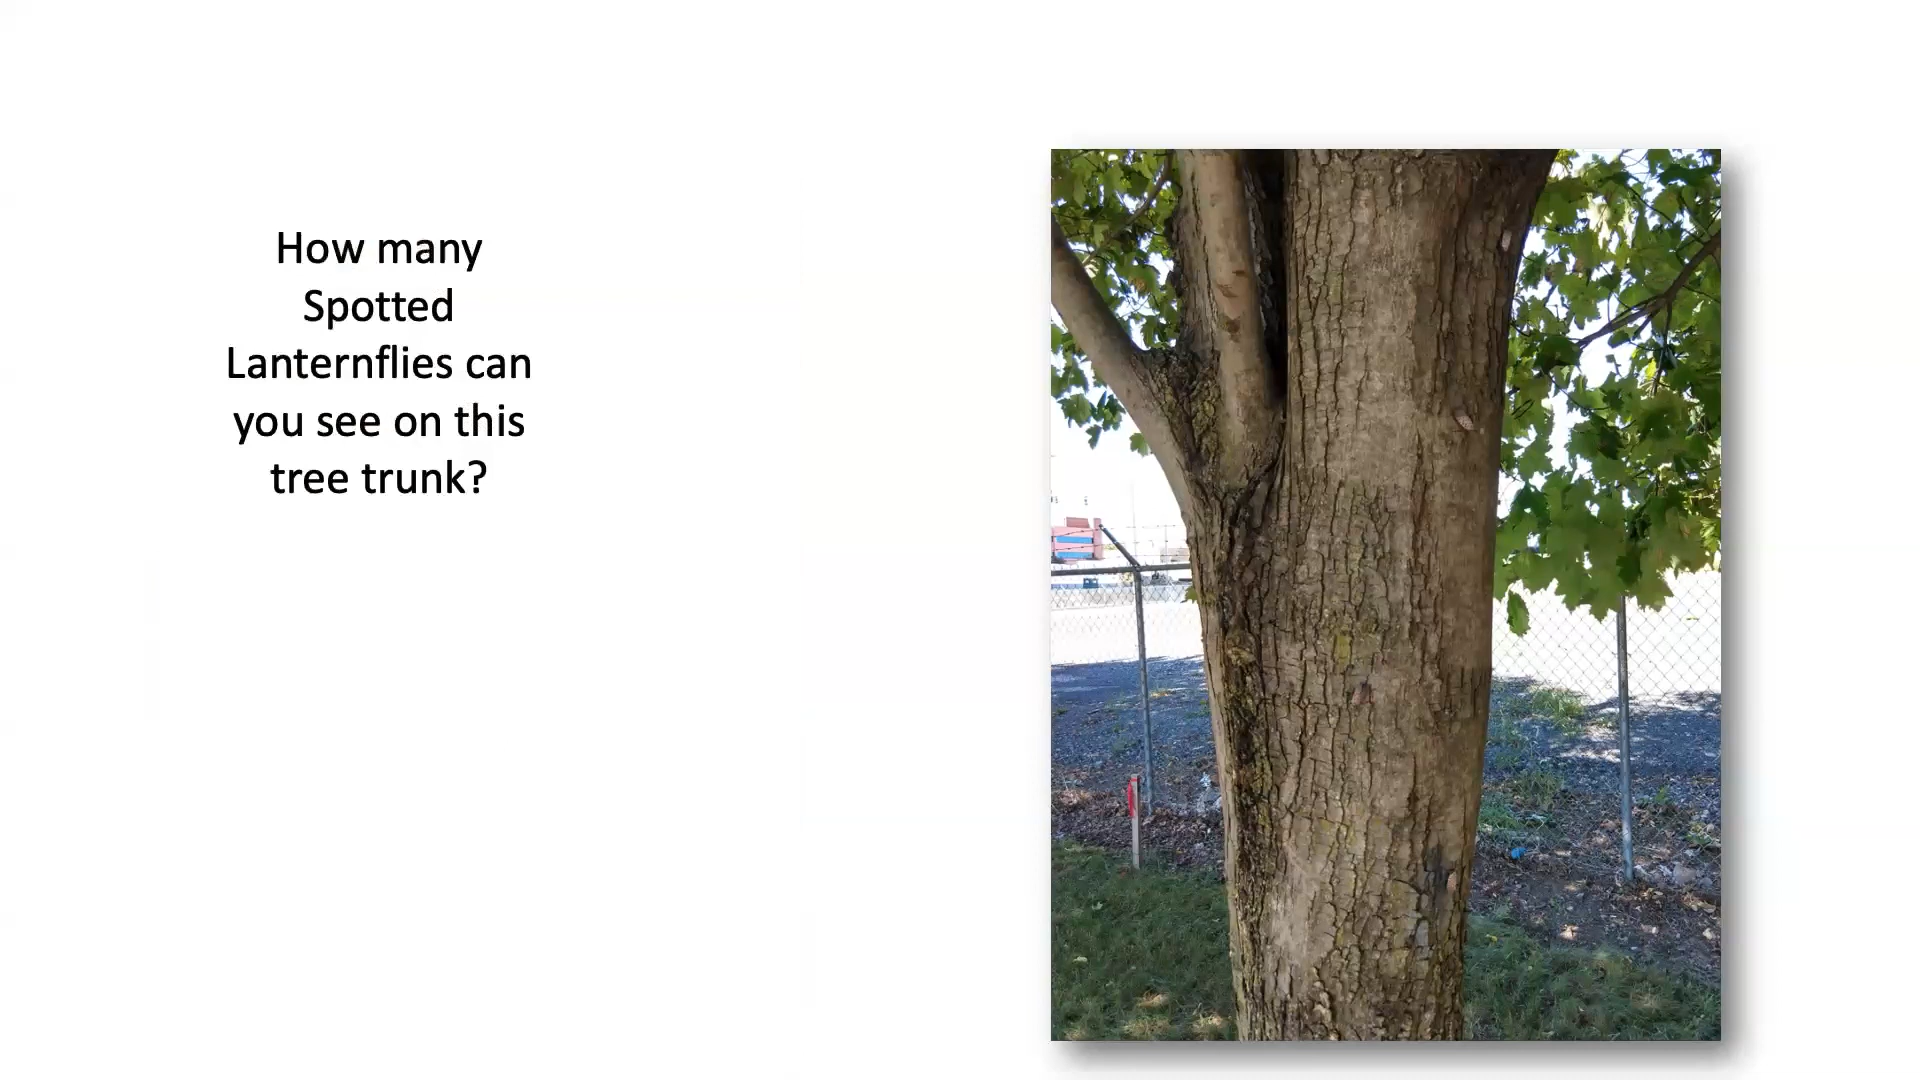 How many
Spotted
Lanternflies can
you see on this
tree trunk?